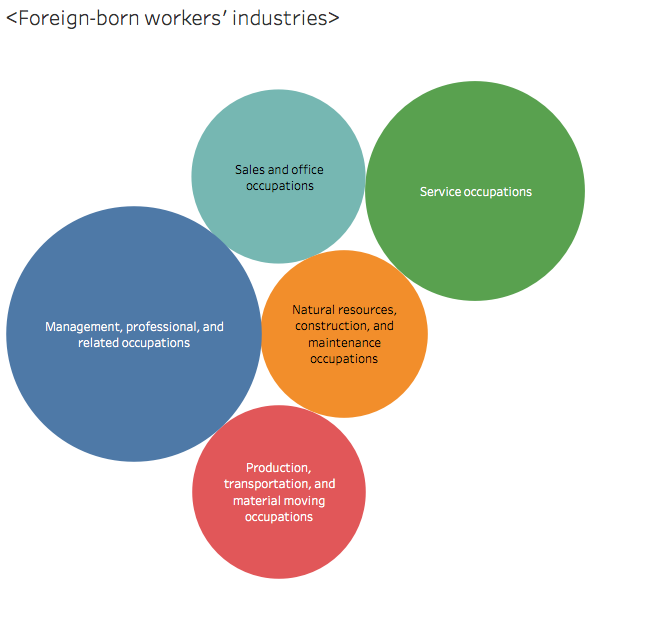 <Foreign-born workers’ industries>
Sales and office
occupations
Service occupations
Management, professional, and
related occupations
Natural resources,
construction, and
maintenance
occupations
Production,
transportation, and
material moving
occupations